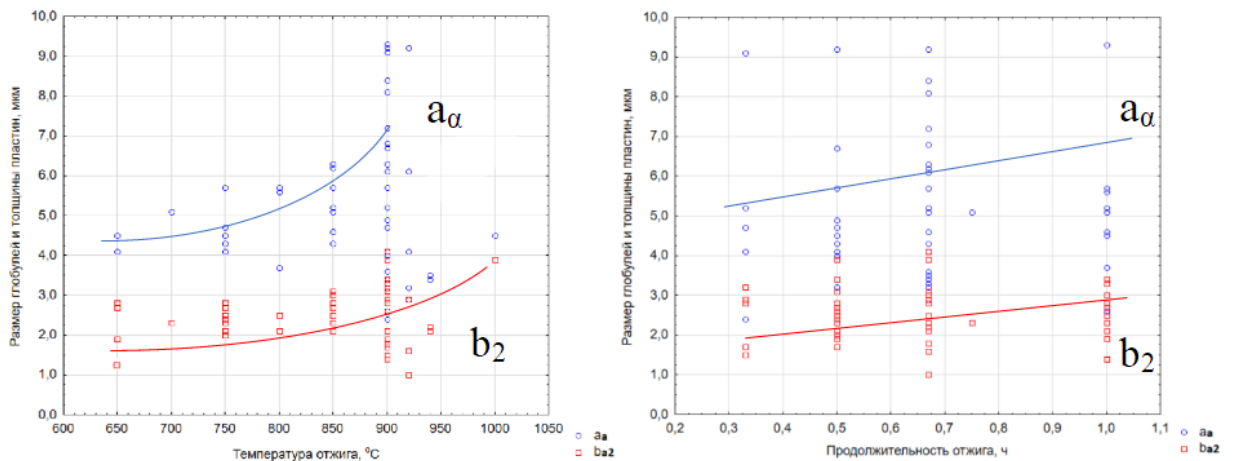 10,0
9,0
8,0
7,0
6,0
5,0
4,0
3,0
2,0
1,0
0,0
Размер глобулей и толщины пластин, мкм
aα
b2
600 650 700 750 800 850 900 950 1000 1050
Температура отжига, ⁰С
aa
ba2
10,0
9,0
8,0
7,0
6,0
5,0
4,0
3,0
2,0
1,0
0,0
Размер глобулей и толщины пластин, мкм
aα
b2
0,2 0,3 0,4 0,5 0,6 0,7 0,8 0,9 1,0 1,1
Продолжительность отжига, ч
aa
ba2